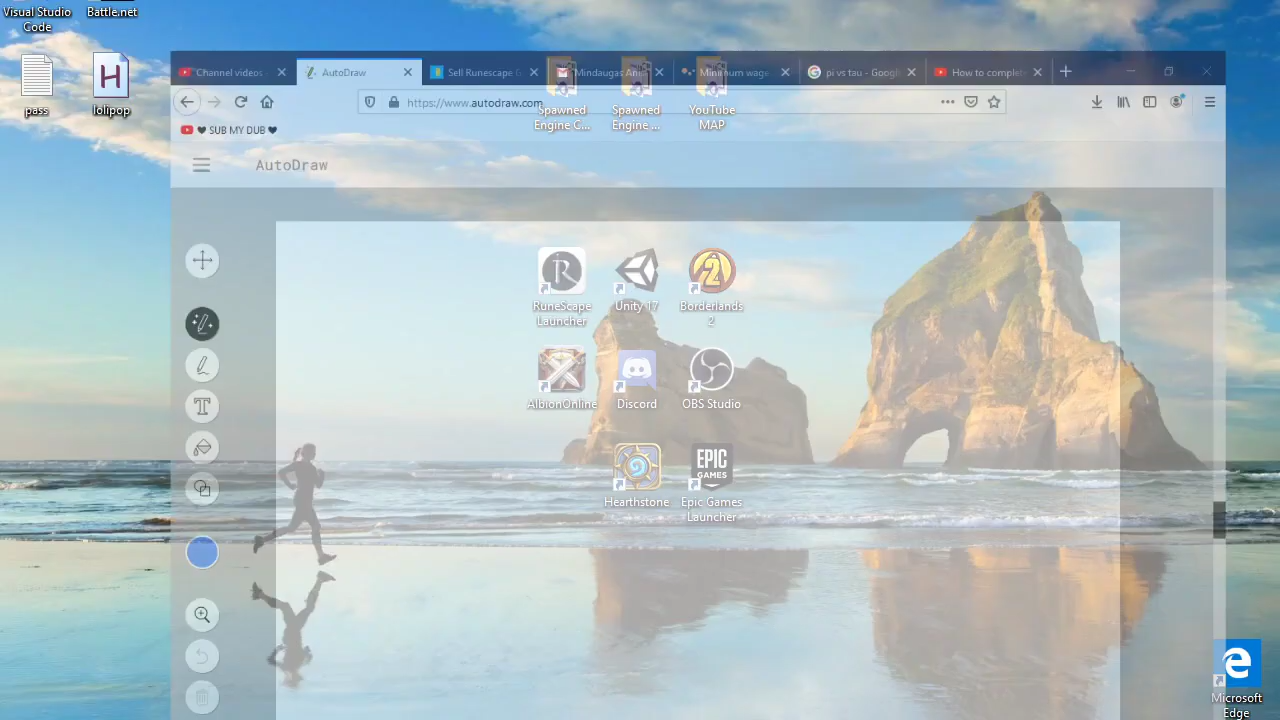 Visual Studio
Code
Battle.net
pass
lolipop
Channel videos
AutoDraw
Sell Runescape
Mindaugas
wage
pi vs tau - Googl
How to complet
https://www.autodraw.com
Spawned
Engine C...
Spawned
Engine ...
YouTube
MAP
SUB MY DUB
AutoDraw
RuneScape
Launcher
Unity 17
Borderlands
2
AlbionOnline
Discord
OBS Studio
Hearthstone
EPIC
GAMES
Epic Games
Launcher
Microsoft
Edge